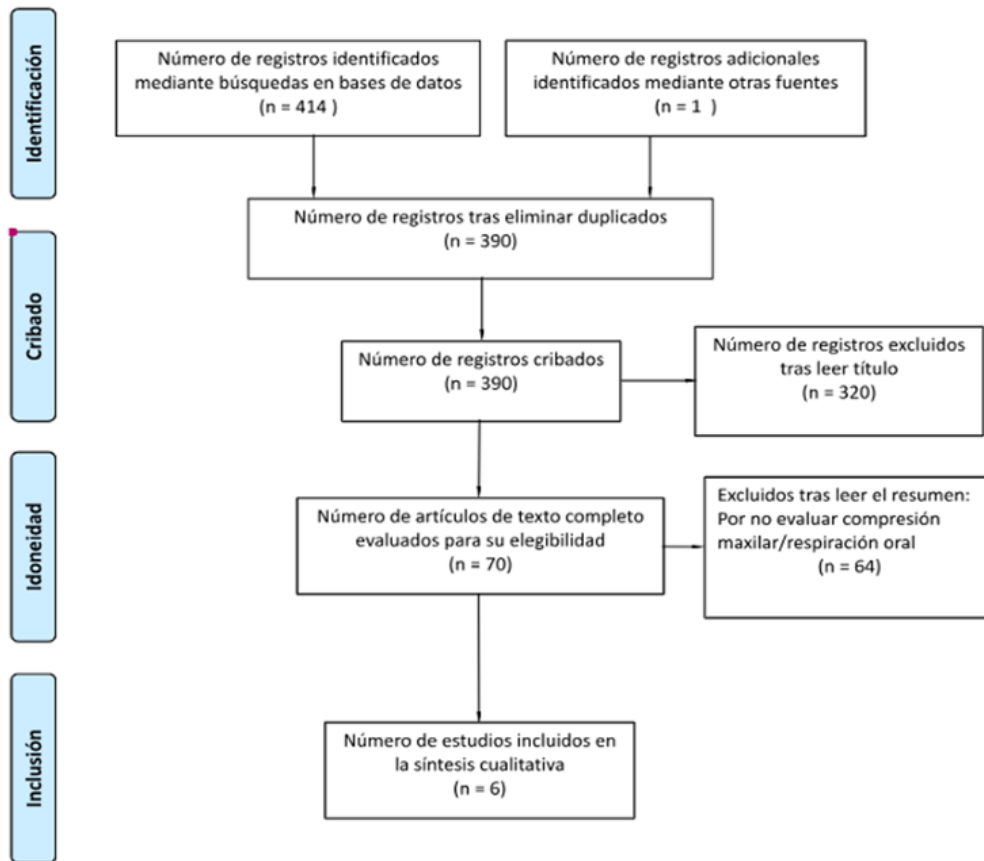 Identificación
Número de registros identificados
mediante búsquedas en bases de datos
(n = 414 )
Número de registros adicionales
identificados mediante otras fuentes
(n = 1  )
Número de registros tras eliminar duplicados
(n = 390)
Cribado
Número de registros cribados
(n = 390)
Número de registros excluidos
tras leer título
(n = 320)
Idoneidad
Número de artículos de texto completo
evaluados para su elegibilidad
(n = 70)
Excluidos tras leer el resumen:
Por no evaluar compresión
maxilar/respiración oral
(n = 64)
Inclusión
Número de estudios incluidos en
la síntesis cualitativa
(n = 6)